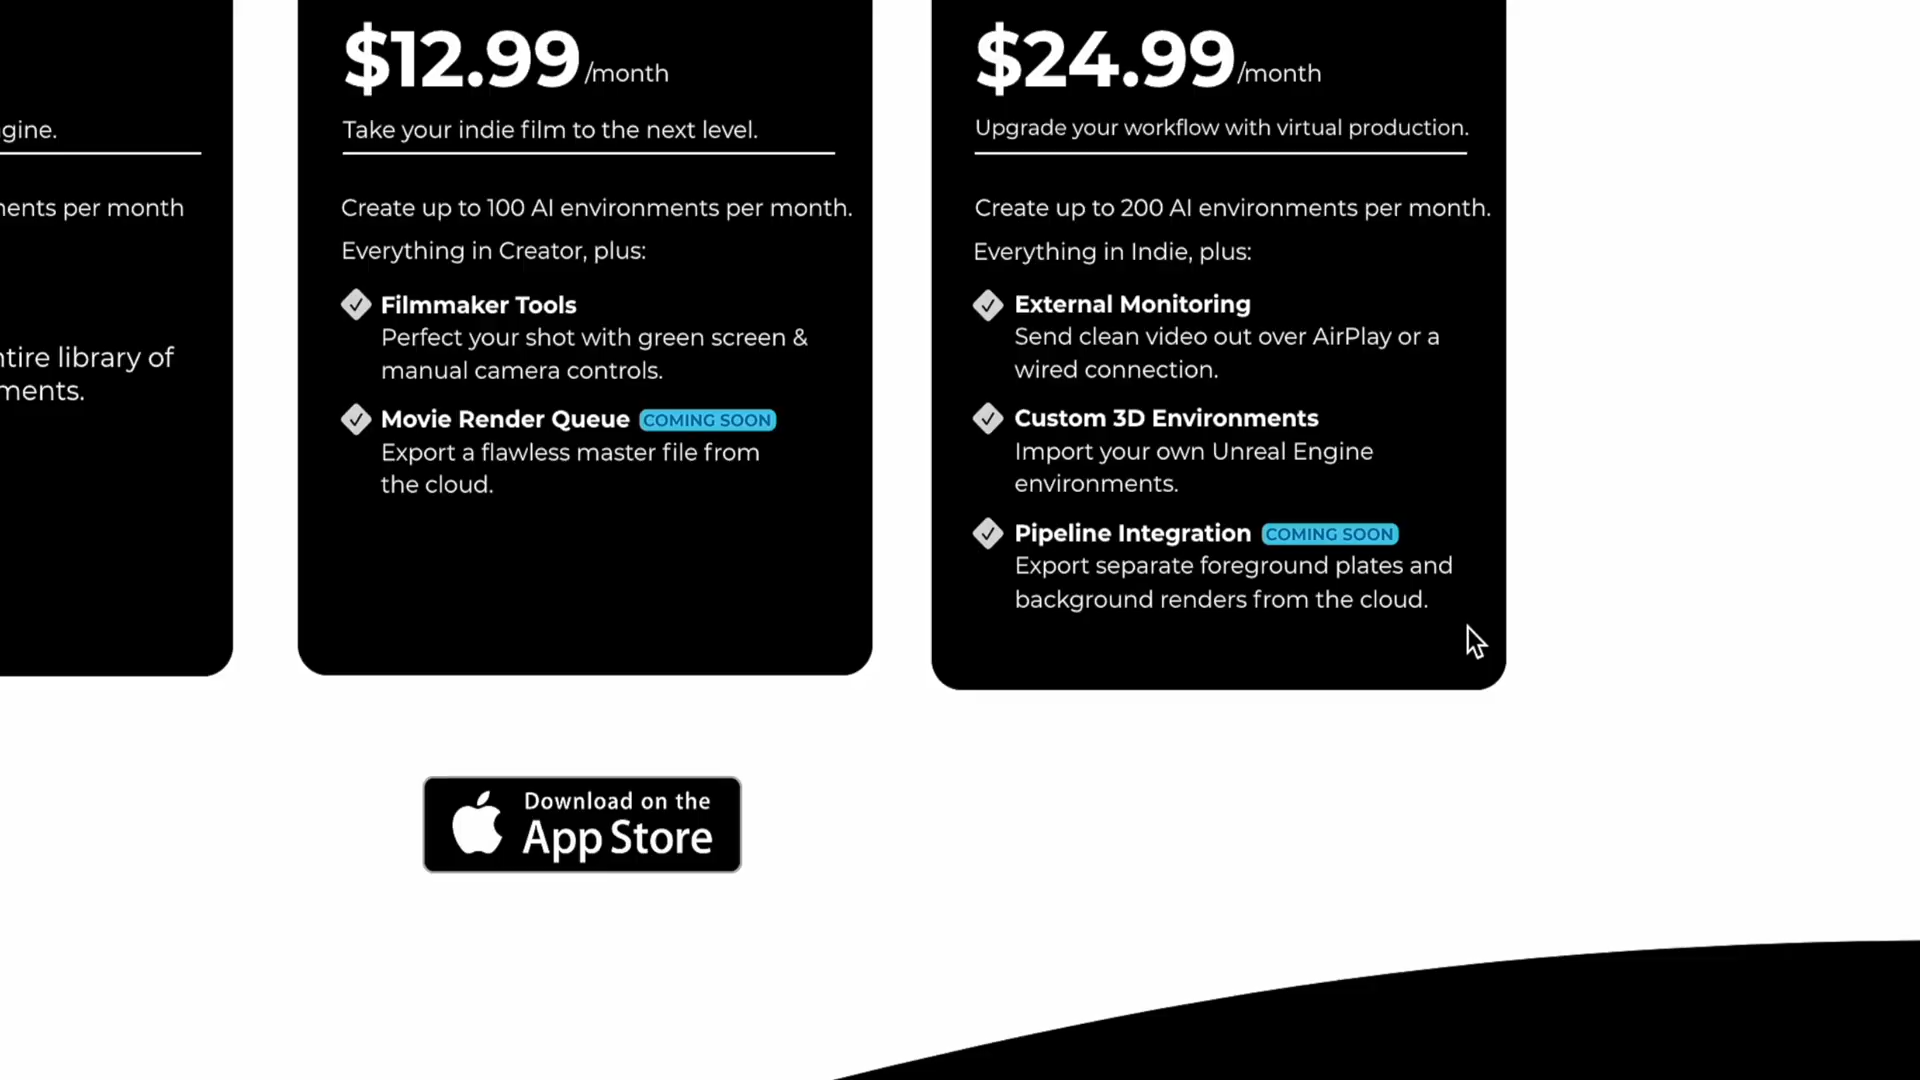 gine.
ents per month
ntire library of
ments.
$12.99/month
Take your indie film to the next level.
Create up to 100 AI environments per month.
Everything in Creator, plus:
Filmmaker Tools
Perfect your shot with green screen &
manual camera controls.
Movie Render Queue COMING SOON
Export a flawless master file from
the cloud.
$24.99/month
Upgrade your workflow with virtual production.
Create up to 200 AI environments per month.
Everything in Indie, plus:
External Monitoring
Send clean video out over AirPlay or a
wired connection.
Custom 3D Environments
Import your own Unreal Engine
environments.
Pipeline Integration COMING SOON
Export separate foreground plates and
background renders from the cloud.
Download on the
App Store